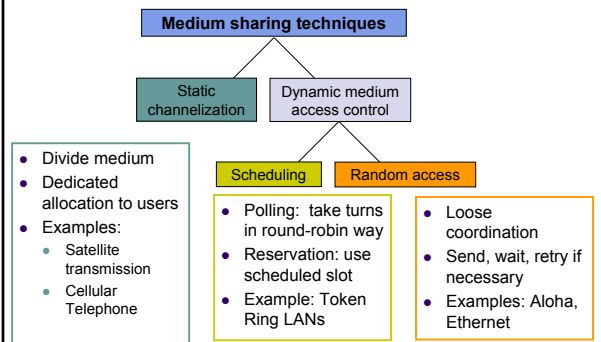 Medium sharing techniques
Static
channelization
Dynamic medium
access control
Scheduling
Random access
Divide medium
Dedicated
allocation to users
Examples:
Satellite
transmission
Cellular
Telephone
Polling: take turns
in round-robin way
Reservation: use
scheduled slot
Example: Token
Ring LANs
Loose
coordination
Send, wait, retry if
necessary
Examples: Aloha,
Ethernet